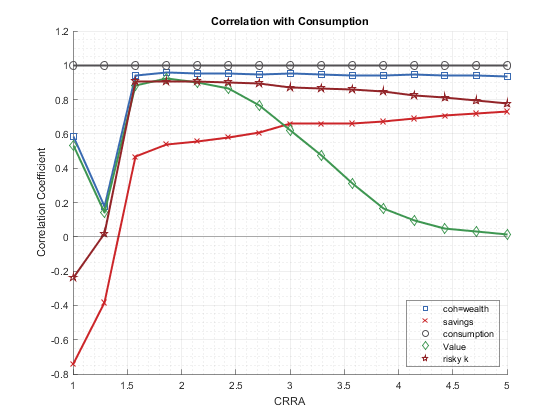 Correlation with Consumption
1.2
1
0.8
0.6
0.4
0.2
0
-0.2
-0.4
-0.6
-0.8
Correlation Coefficient
1 1.5 2 2.5 3 3.5 4 4.5 5
CRRA
coh=wealth
savings
consumption
Value
risky k